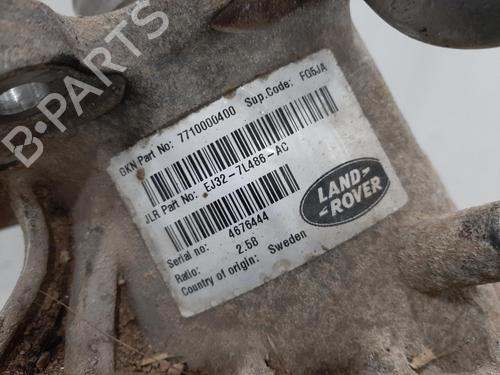 GKN Part No: 7710000400 Sup.Code: FG5JA
JLR Part No: EJ32-7L486-AC
Serial no: 4676444
Ratio: 2.58
Country of origin: Sweden
LAND-
-ROVER
B-PARTS